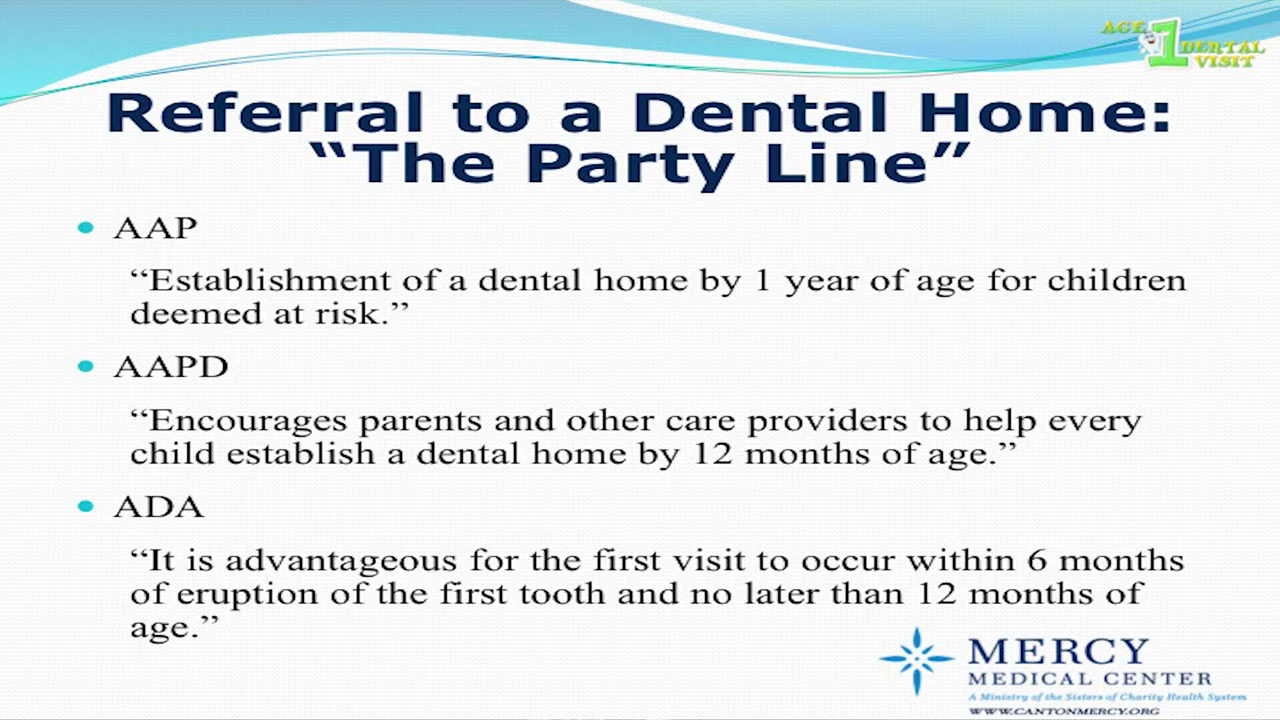 AGE 1 DENTAL VISIT
Referral to a Dental Home:
“The Party Line”
• AAP
“Establishment of a dental home by 1 year of age for children
deemed at risk.”
• AAPD
“Encourages parents and other care providers to help every
child establish a dental home by 12 months of age.”
• ADA
“It is advantageous for the first visit to occur within 6 months
of eruption of the first tooth and no later than 12 months of
age.”
MERCY
MEDICAL CENTER
A Ministry of the Sisters of Charity Health System
WWW.CANTONMERCY.ORG